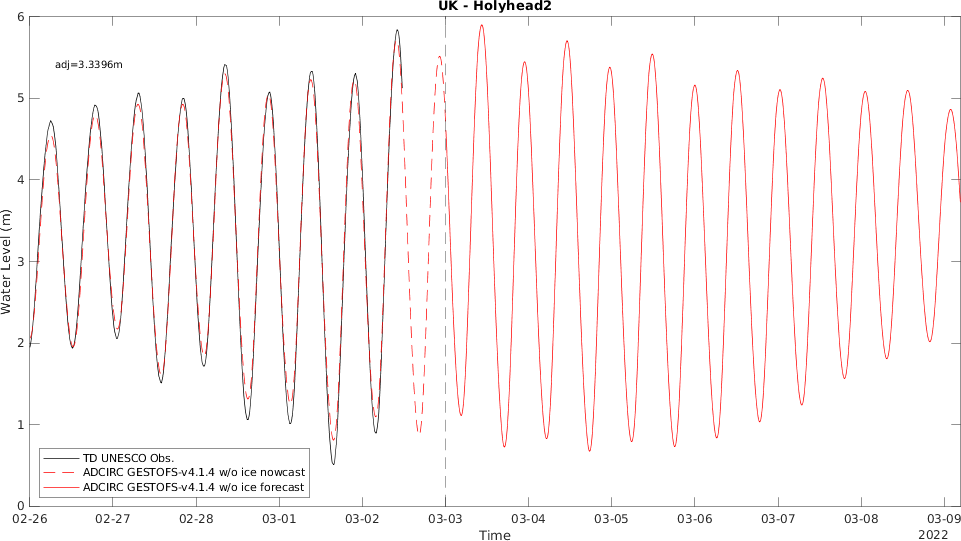 UK - Holyhead2
adj=3.3396m
Water Level (m)
6
5
4
3
2
1
0
TD UNESCO Obs.
ADCIRC GESTOFS-v4.1.4 w/o ice nowcast
ADCIRC GESTOFS-v4.1.4 w/o ice forecast
02-26 02-27 02-28 03-01 03-02 03-03 03-04 03-05 03-06 03-07 03-08 03-09
Time
2022